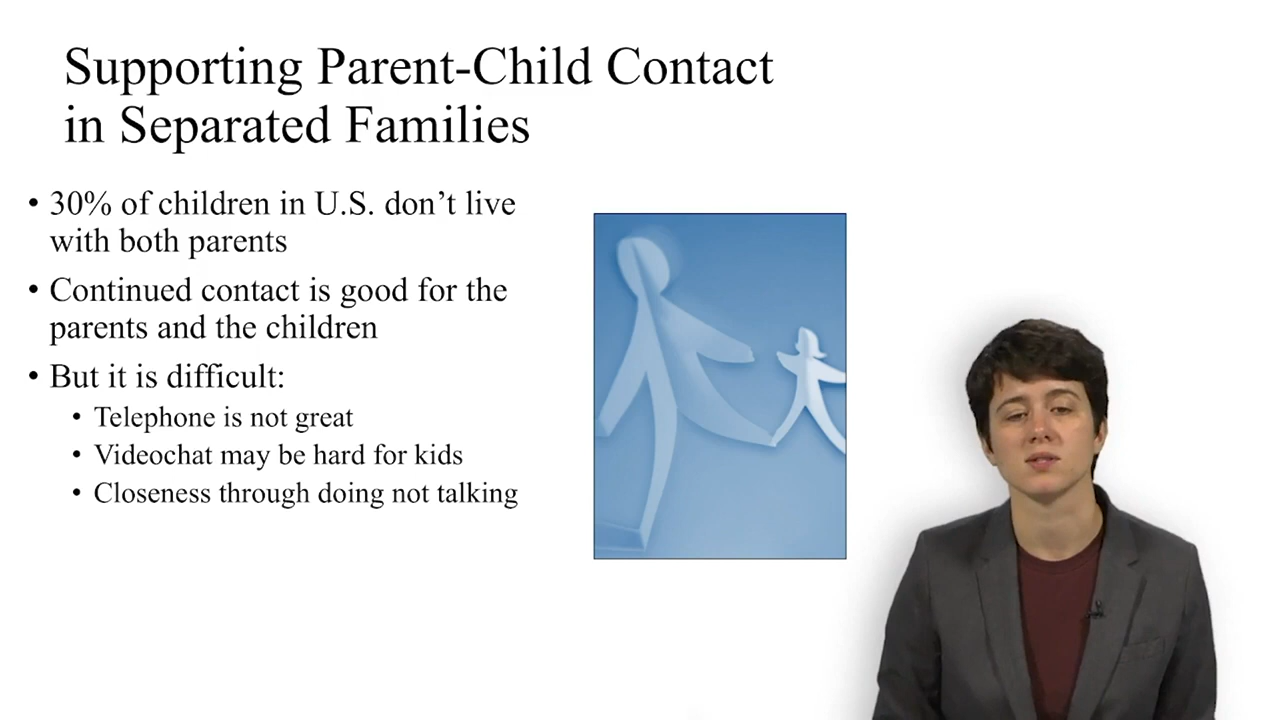 Supporting Parent-Child Contact
in Separated Families
• 30% of children in U.S. don’t live
with both parents
• Continued contact is good for the
parents and the children
• But it is difficult:
• Telephone is not great
• Videochat may be hard for kids
• Closeness through doing not talking